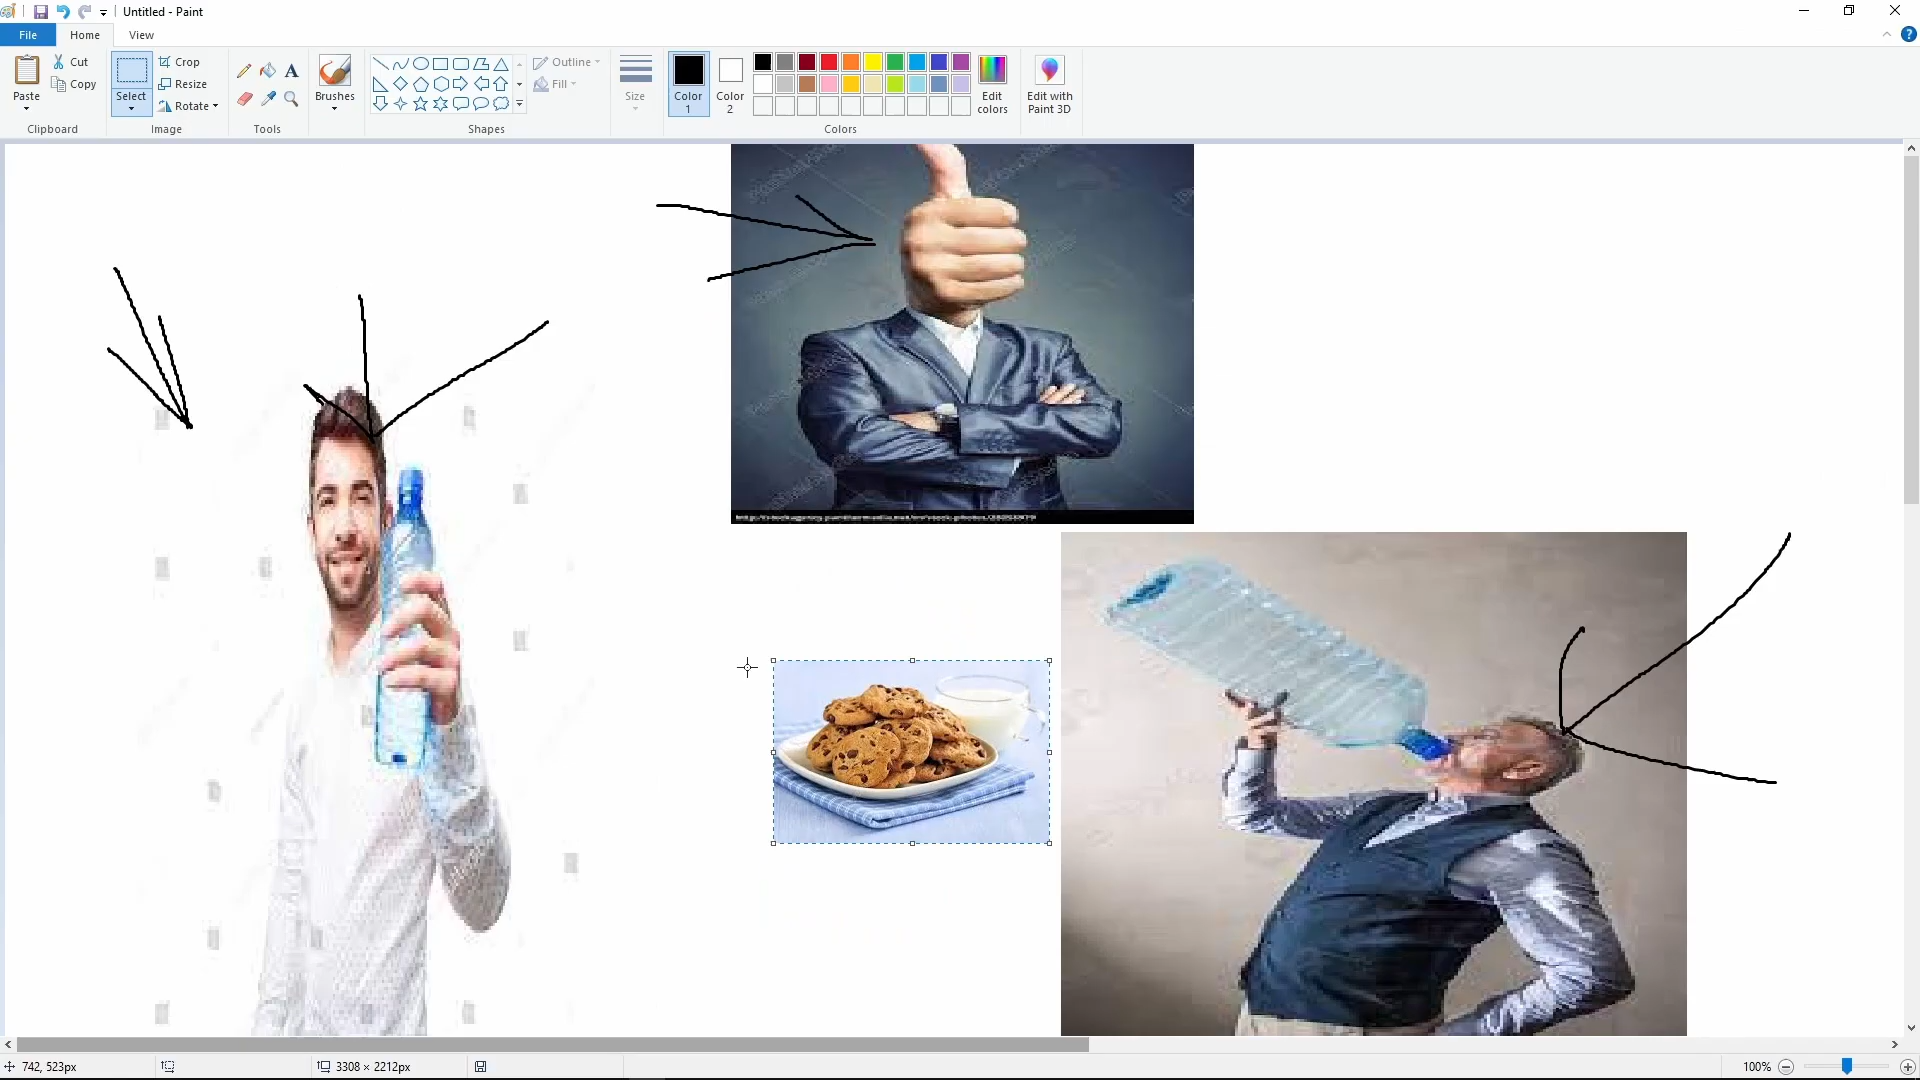 Untitled - Paint
File
Home
View
Paste
Cut
Copy
Clipboard
Select
Crop
Resize
Rotate
Image
Tools
Brushes
Outline
Fill
Shapes
Size
Color 1
Color 2
Edit colors
Colors
Edit with Paint 3D
742, 523px
3308 × 2212px
100%